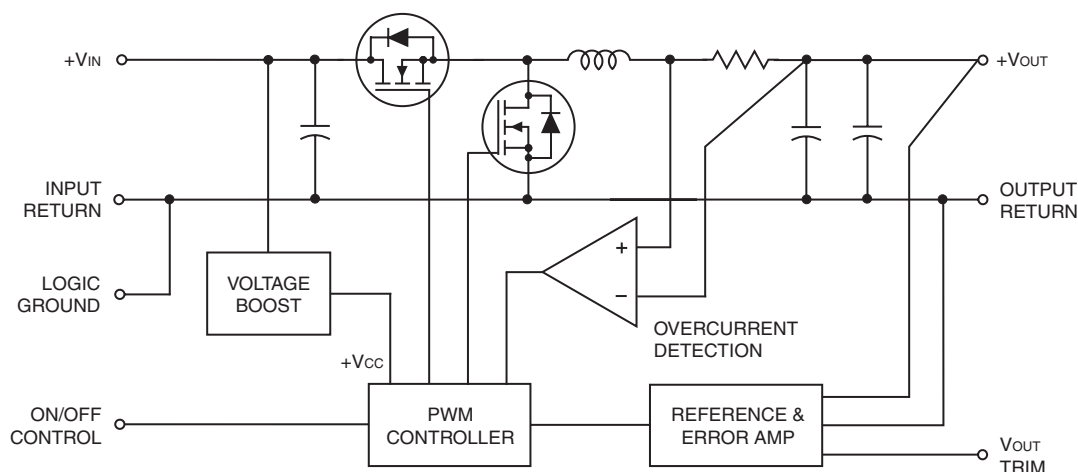 +VIN
+VOUT
INPUT
RETURN
OUTPUT
RETURN
LOGIC
GROUND
VOLTAGE
BOOST
+
−
OVERCURRENT
DETECTION
+VCC
ON/OFF
CONTROL
PWM
CONTROLLER
REFERENCE &
ERROR AMP
VOUT
TRIM